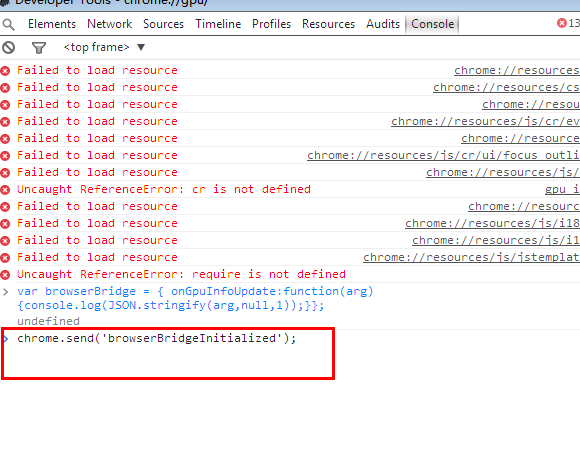 Developer Tools - chrome://gpu/
Elements Network Sources Timeline Profiles Resources Audits Console 13
<top frame> ▼
Failed to load resource chrome://resources
Failed to load resource chrome://resources/cs
Failed to load resource chrome://resou
Failed to load resource chrome://resources/js/cr/ev
Failed to load resource chrome://resource
Failed to load resource chrome://resources/js/cr/ui/focus_outli
Failed to load resource chrome://resources/js/
Uncaught ReferenceError: cr is not defined gpu_i
Failed to load resource chrome://resourc
Failed to load resource chrome://resources/js/i18
Failed to load resource chrome://resources/js/i1
Failed to load resource chrome://resources/js/jstemplat
Uncaught ReferenceError: require is not defined
> var browserBridge = { onGpuInfoUpdate:function(arg)
{console.log(JSON.stringify(arg,null,1));}};
undefined
> chrome.send('browserBridgeInitialized');